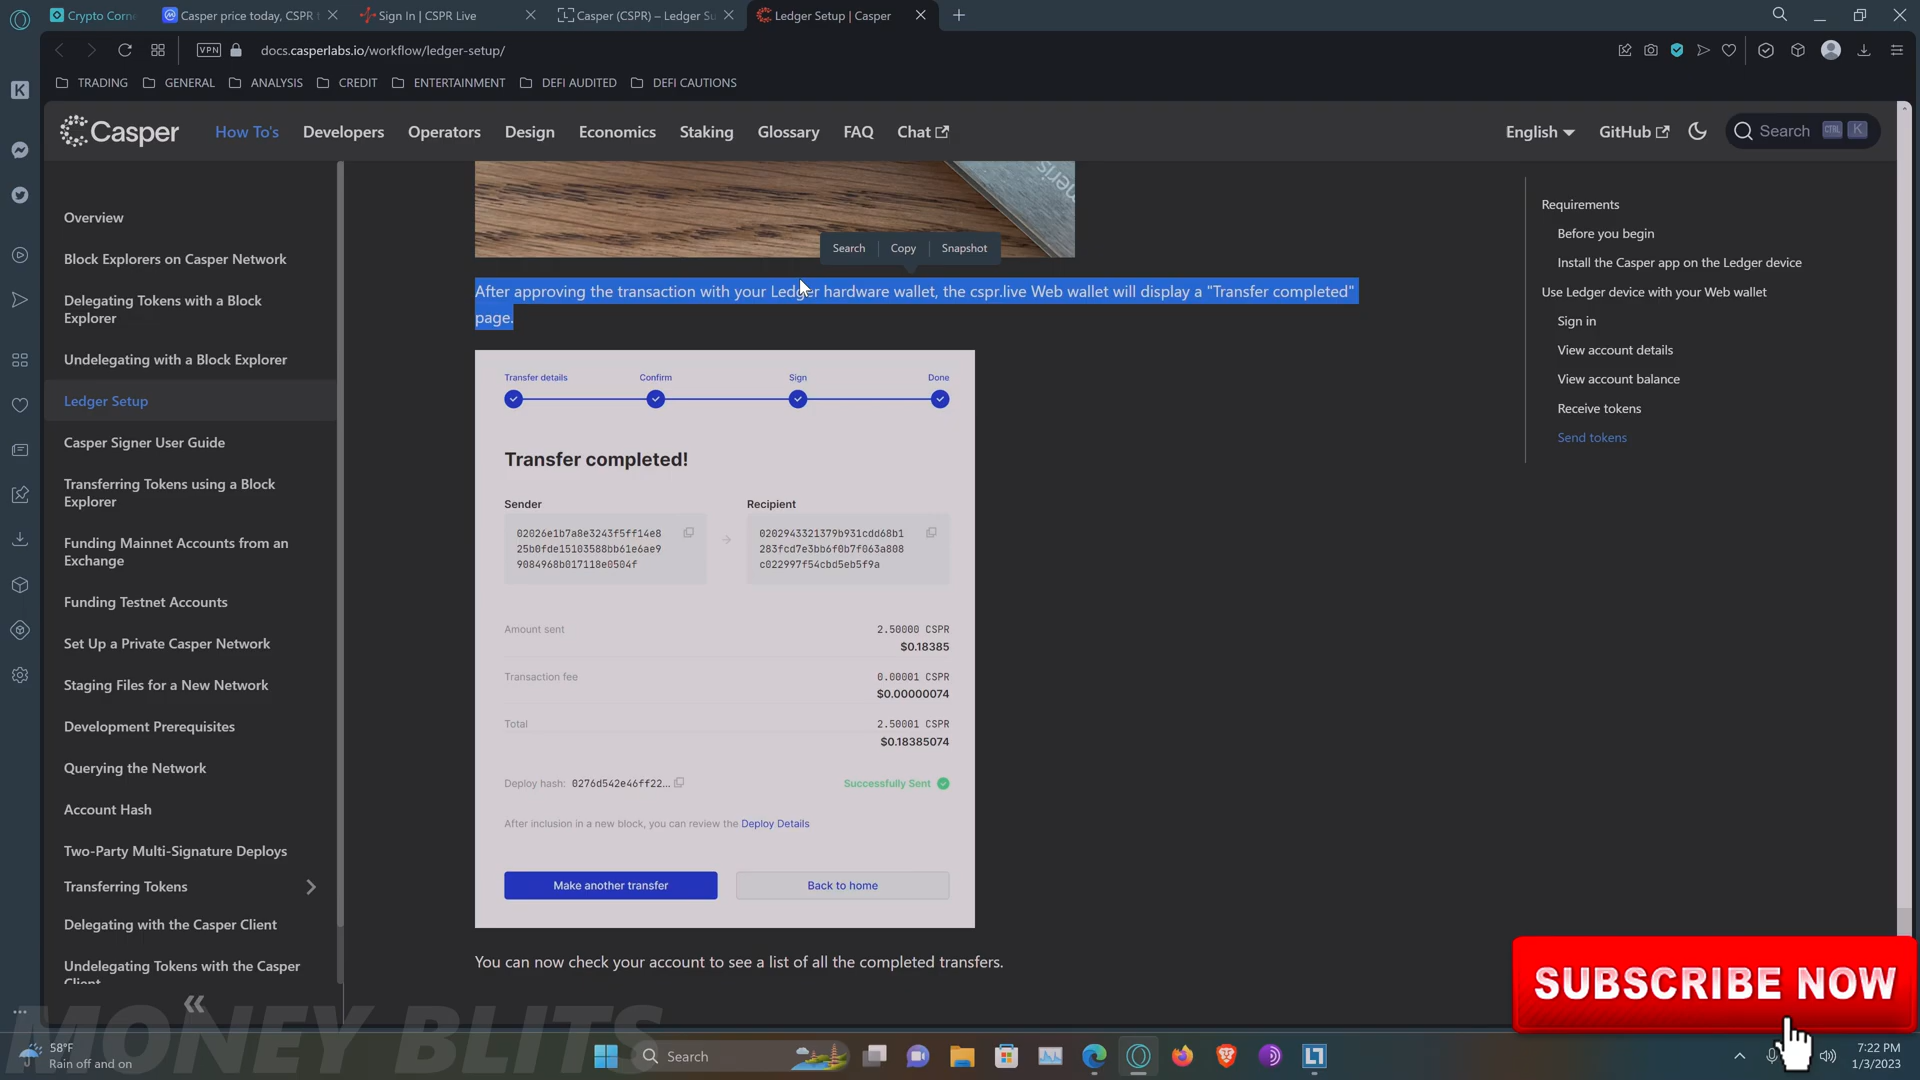 Crypto Corne
Casper price today, CSPR t
Sign In | CSPR Live
Casper (CSPR) – Ledger Su
Ledger Setup | Casper
VPN
docs.casperlabs.io/workflow/ledger-setup/
TRADING
GENERAL
ANALYSIS
CREDIT
ENTERTAINMENT
DEFI AUDITED
DEFI CAUTIONS
K
Casper
How To's
Developers
Operators
Design
Economics
Staking
Glossary
FAQ
Chat
English
GitHub
Search
CTRL
K
Overview
Block Explorers on Casper Network
Delegating Tokens with a Block
Explorer
Undelegating with a Block Explorer
Ledger Setup
Casper Signer User Guide
Transferring Tokens using a Block
Explorer
Funding Mainnet Accounts from an
Exchange
Funding Testnet Accounts
Set Up a Private Casper Network
Staging Files for a New Network
Development Prerequisites
Querying the Network
Account Hash
Two-Party Multi-Signature Deploys
Transferring Tokens
Delegating with the Casper Client
Undelegating Tokens with the Casper
Client
Search
Copy
Snapshot
After approving the transaction with your Ledger hardware wallet, the cspr.live Web wallet will display a "Transfer completed"
page.
Transfer details
Confirm
Sign
Done
Transfer completed!
Sender
Recipient
02026e1b7a8e3243f5ff14e8
25b0fde15103588bb61e6ae9
9084968b017118e0504f
0202943321379b931cdd68b1
283fcd7e3bb6f0b7f063a808
c022997f54cbd5eb5f9a
Amount sent
2.50000 CSPR
$0.18385
Transaction fee
0.00001 CSPR
$0.00000074
Total
2.50001 CSPR
$0.18385074
Deploy hash: 0276d542e46ff22...
Successfully Sent
After inclusion in a new block, you can review the Deploy Details
Make another transfer
Back to home
You can now check your account to see a list of all the completed transfers.
Requirements
Before you begin
Install the Casper app on the Ledger device
Use Ledger device with your Web wallet
Sign in
View account details
View account balance
Receive tokens
Send tokens
SUBSCRIBE NOW
MONEY BLITS
58°F
Rain off and on
Search
7:22 PM
1/3/2023